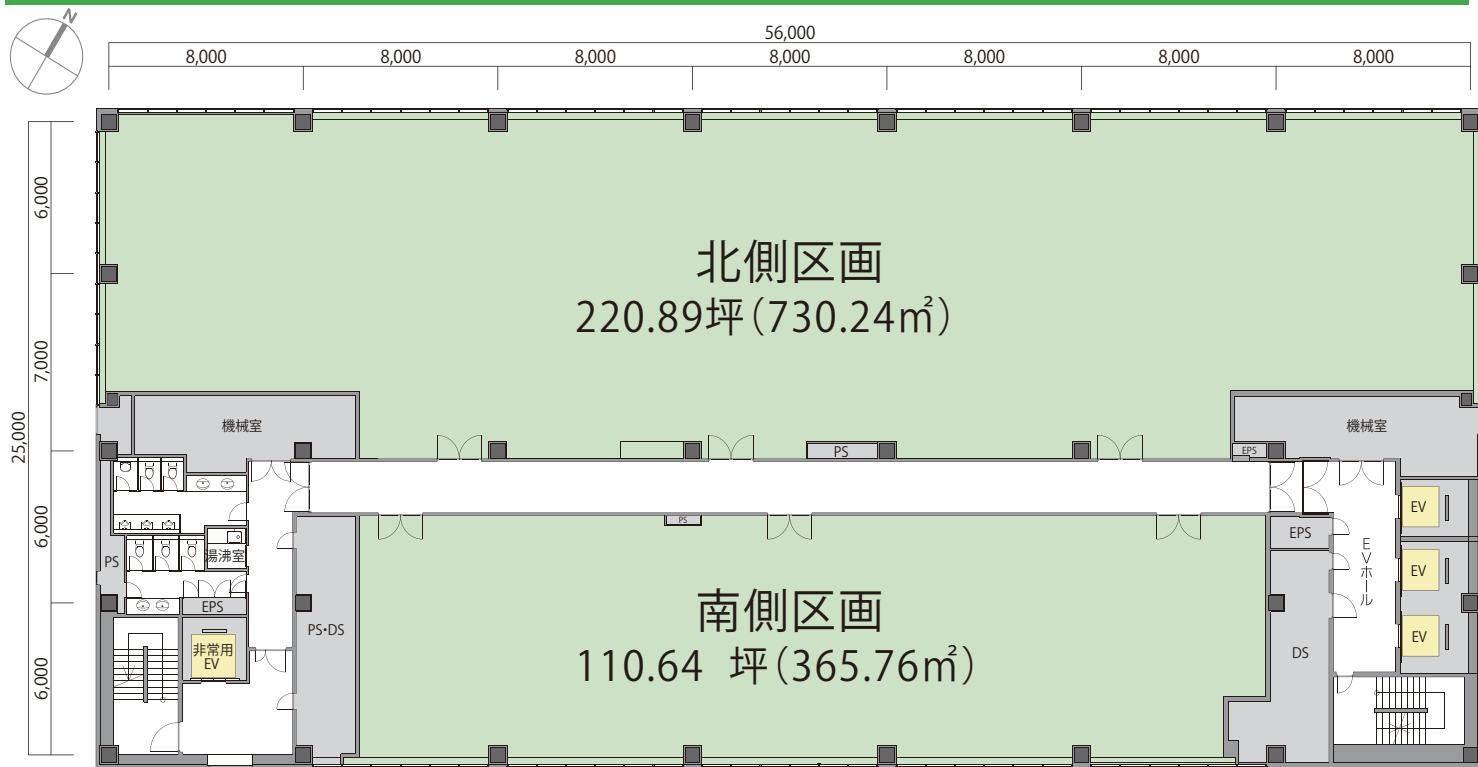 N
56,000
8,000
8,000
8,000
8,000
8,000
8,000
8,000
25,000
6,000
7,000
6,000
6,000
北側区画
220.89坪(730.24㎡)
機械室
機械室
PS
EPS
EV
EV
EV
EVホール
PS
EPS
湯沸室
PS
EPS
非常用
EV
PS・DS
DS
南側区画
110.64 坪(365.76㎡)